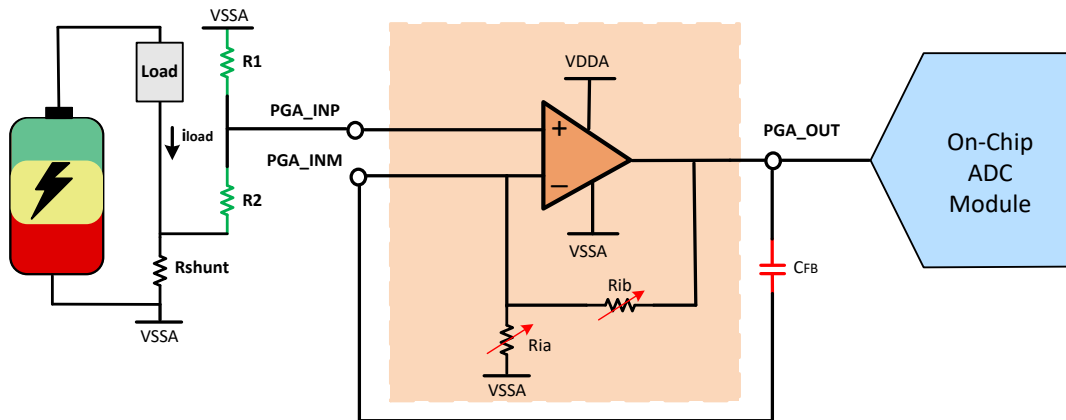 VSSA
R1
Load
VDDA
PGA_INP
+
PGA_OUT
iload
PGA_INM
−
On-Chip
ADC
Module
R2
VSSA
Rshunt
CFB
Rib
VSSA
Ria
VSSA